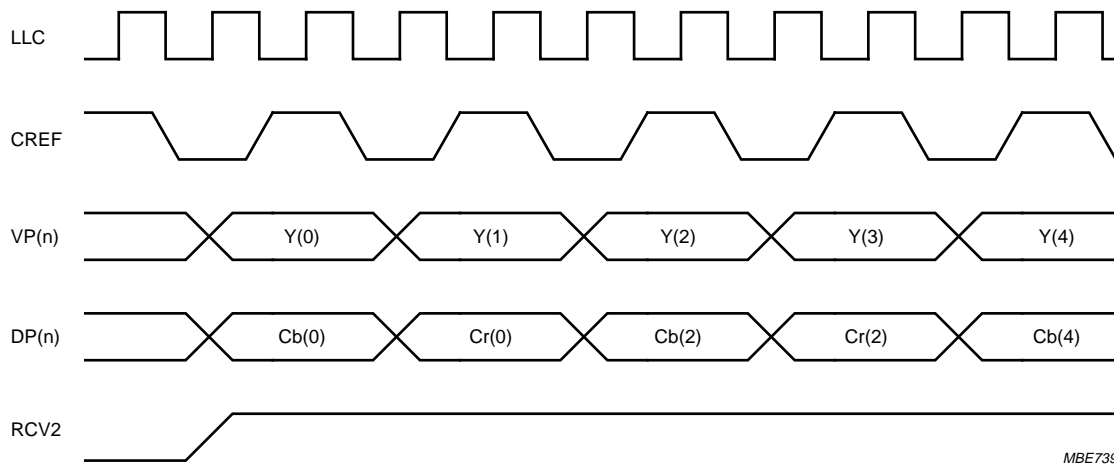 LLC
CREF
VP(n) Y(0) Y(1) Y(2) Y(3) Y(4)
DP(n) Cb(0) Cr(0) Cb(2) Cr(2) Cb(4)
RCV2
MBE739